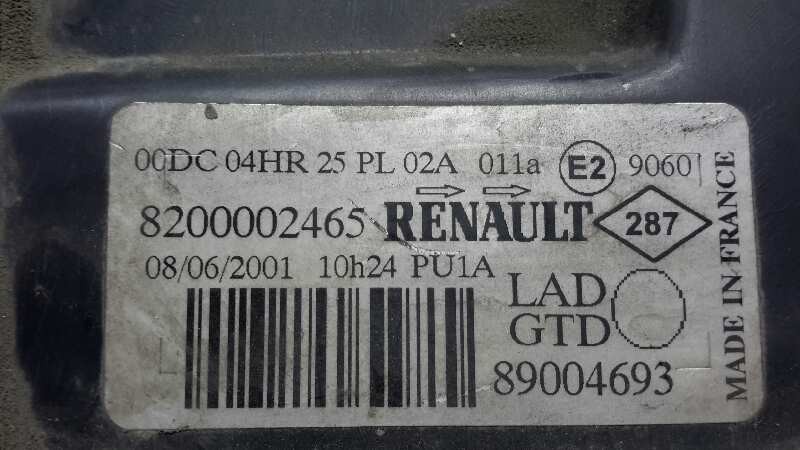 00DC 04HR 25 PL 02A 011a E2 9060
8200002465 RENAULT 287
08/06/2001 10h24 PU1A
LAD
GTD
89004693
MADE IN FRANCE